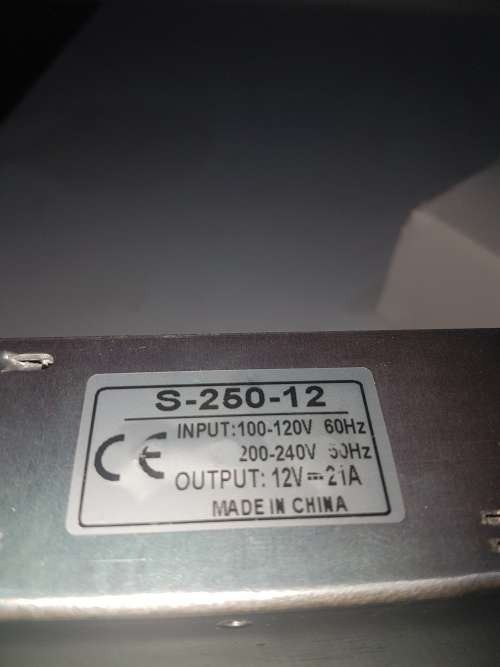 S-250-12
INPUT:100-120V 60Hz
CE 200-240V 50Hz
OUTPUT: 12V⎓21A
MADE IN CHINA